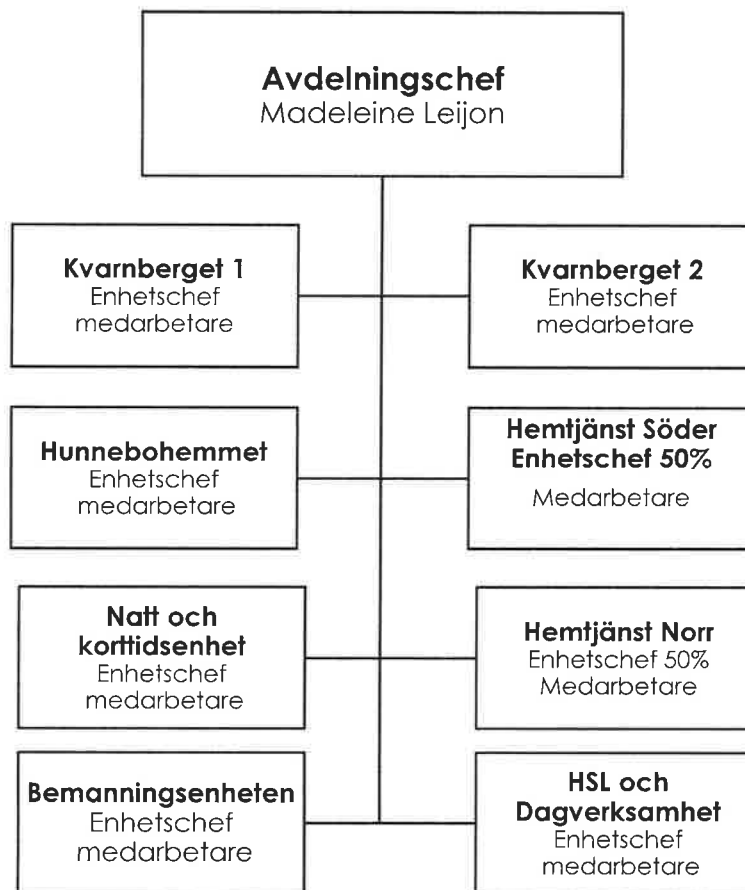 Avdelningschef
Madeleine Leijon
Kvarnberget 1
Enhetschef
medarbetare
Kvarnberget 2
Enhetschef
medarbetare
Hunnebohemmet
Enhetschef
medarbetare
Hemtjänst Söder
Enhetschef 50%
Medarbetare
Natt och
korttidsenhet
Enhetschef
medarbetare
Hemtjänst Norr
Enhetschef 50%
Medarbetare
Bemanningsenheten
Enhetschef
medarbetare
HSL och
Dagverksamhet
Enhetschef
medarbetare